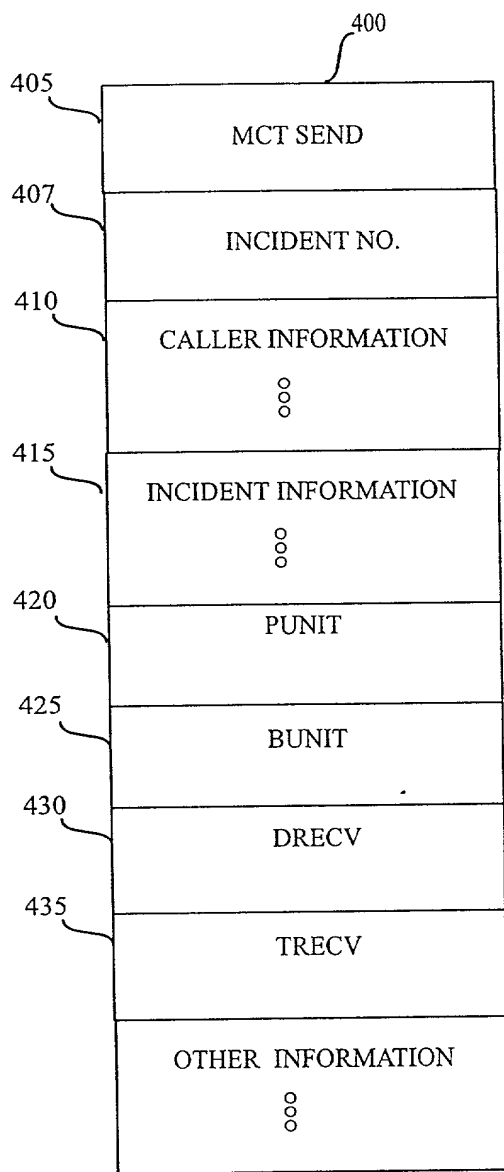 400
405
MCT SEND
407
INCIDENT NO.
410
CALLER INFORMATION
415
INCIDENT INFORMATION
420
PUNIT
425
BUNIT
430
DRECV
435
TRECV
OTHER INFORMATION